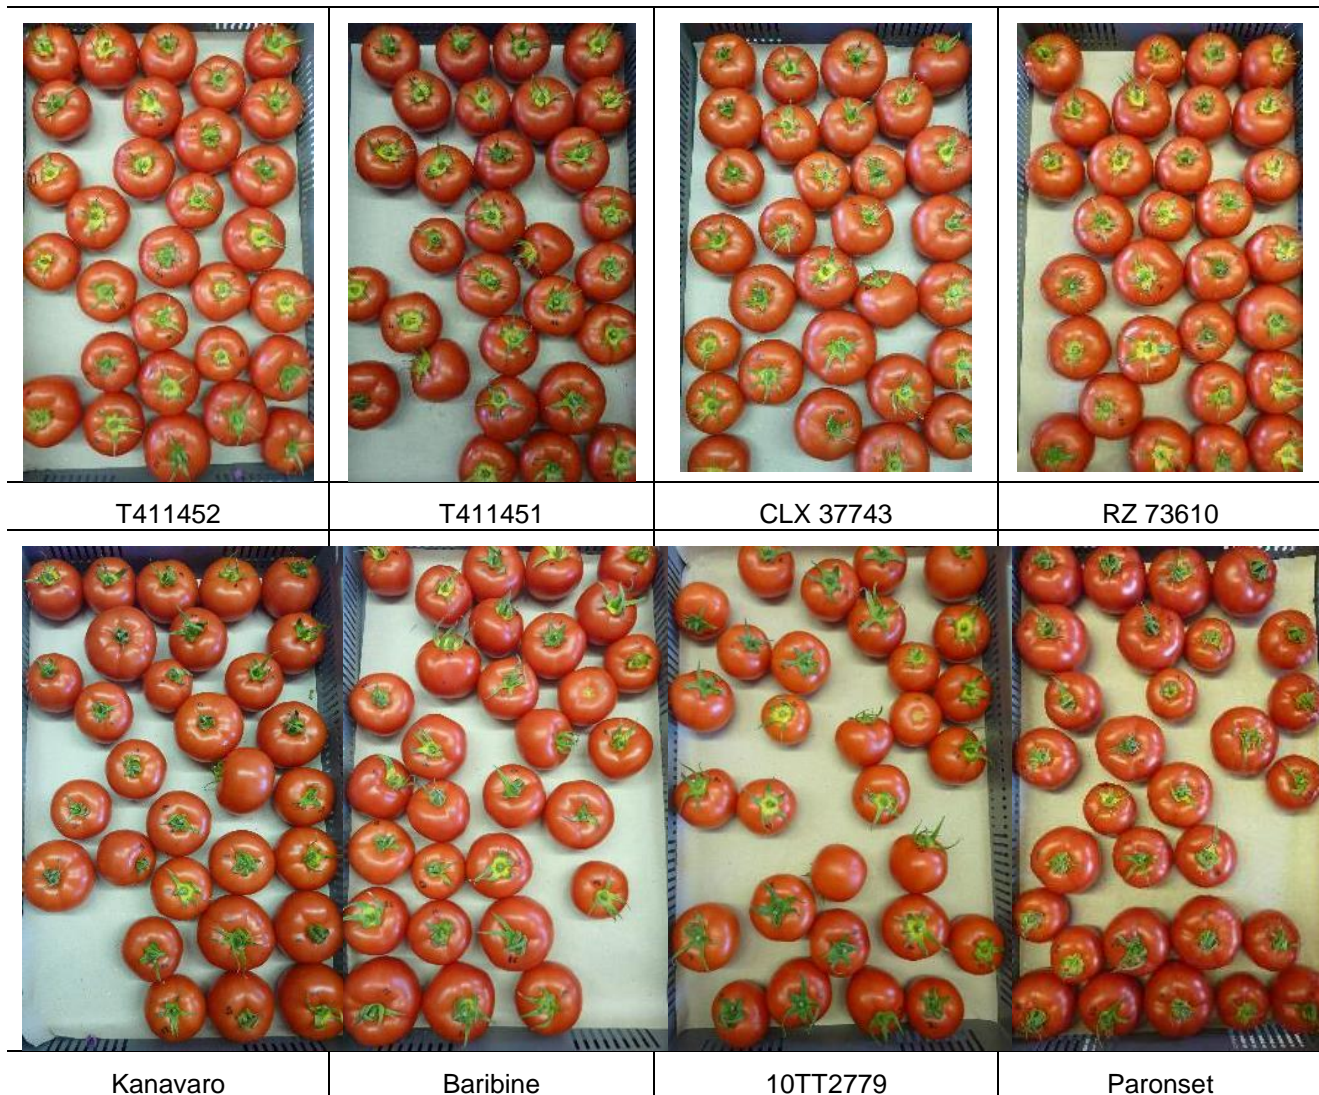 T411452
T411451
CLX 37743
RZ 73610
Kanavaro
Baribine
10TT2779
Paronset